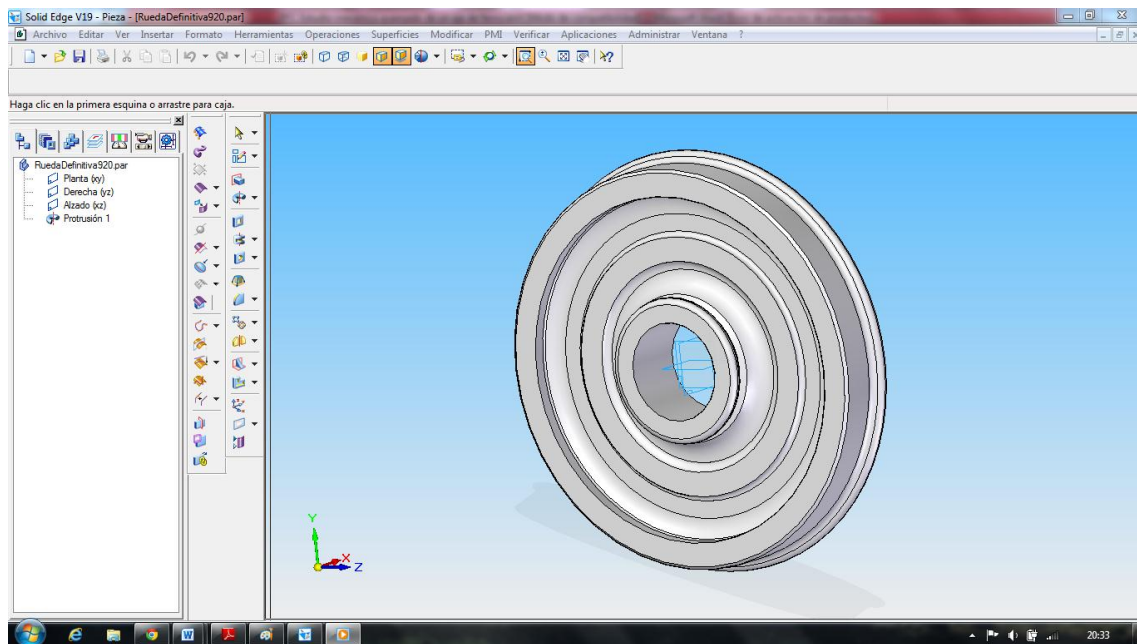 Solid Edge V19 - Pieza - [RuedaDefinitiva920.par]
Archivo Editar Ver Insertar Formato Herramientas Operaciones Superficies Modificar PMI Verificar Aplicaciones Administrar Ventana ?
Haga clic en la primera esquina o arrastre para caja.
RuedaDefinitiva920.par
Planta (xy)
Derecha (yz)
Alzado (xz)
Protrusión 1
Y
X
Z
20:33